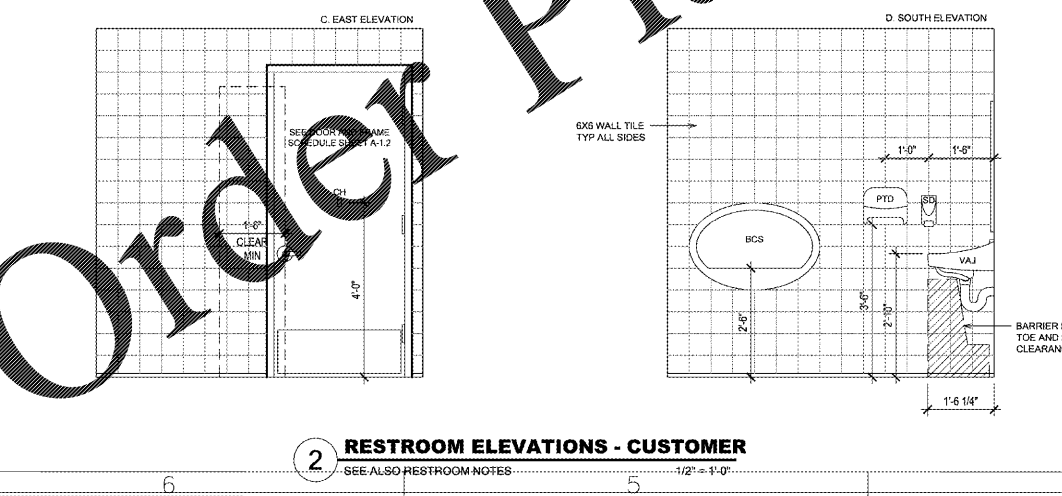 C. EAST ELEVATION
D. SOUTH ELEVATION
Order
SEE DOOR AND FRAME
SCHEDULE SHEET A-1.2
CH
1'-6"
CLEAR
MIN
4'-0"
6X6 WALL TILE
TYP ALL SIDES
1'-0"
1'-6"
PTD
SD
BCS
LAV
2'-6"
3'-6"
2'-10"
BARRIER
TOE AND
CLEARAN
1'-6 1/4"
2
RESTROOM ELEVATIONS - CUSTOMER
SEE ALSO RESTROOM NOTES
1/2" = 1'-0"
6
5